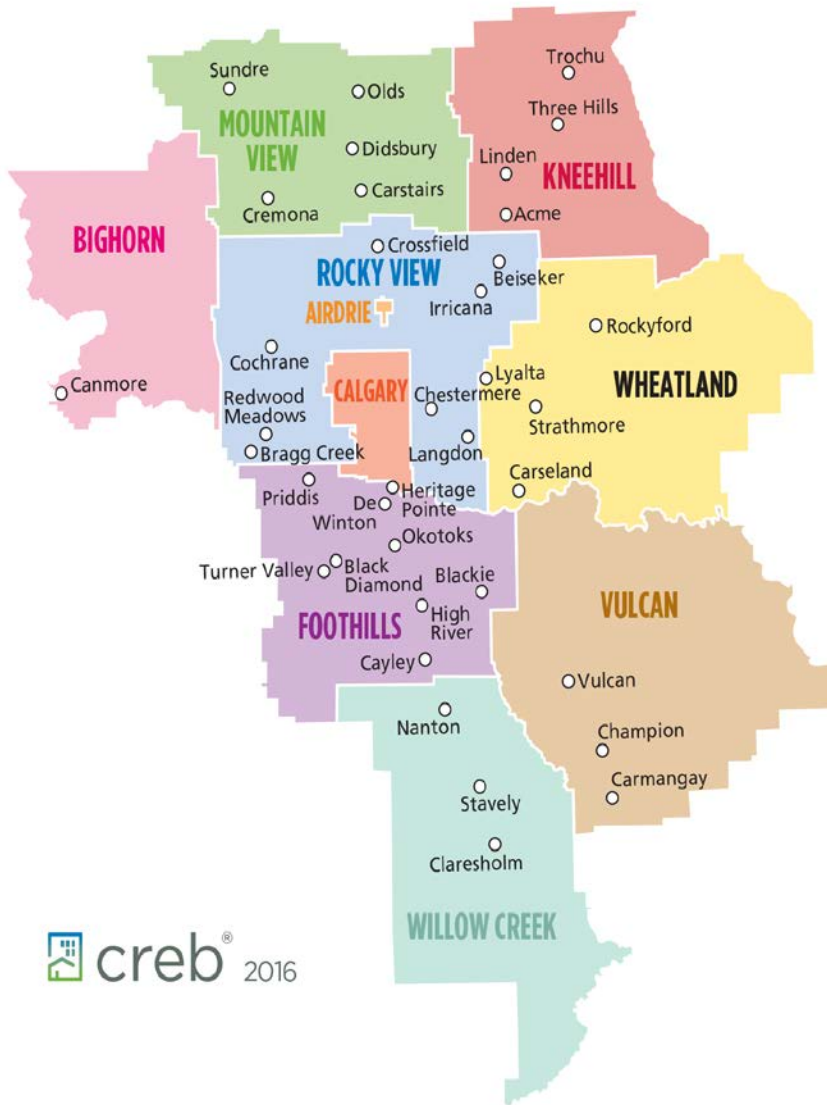 Trochu
Sundre
Olds
Three Hills
MOUNTAIN
VIEW
Didsbury
Linden
KNEEHILL
Carstairs
Cremona
Acme
BIGHORN
Crossfield
ROCKY VIEW
Beiseker
Irricana
AIRDRIE
Rockyford
Cochrane
Canmore
CALGARY
Lyalta
WHEATLAND
Redwood
Meadows
Chestermere
Strathmore
Bragg Creek
Langdon
Carseland
Priddis
De
Winton
Heritage
Pointe
Okotoks
Turner Valley
Black
Diamond
Blackie
VULCAN
FOOTHILLS
High
River
Cayley
Vulcan
Nanton
Champion
Stavely
Carmangay
Claresholm
WILLOW CREEK
creb® 2016